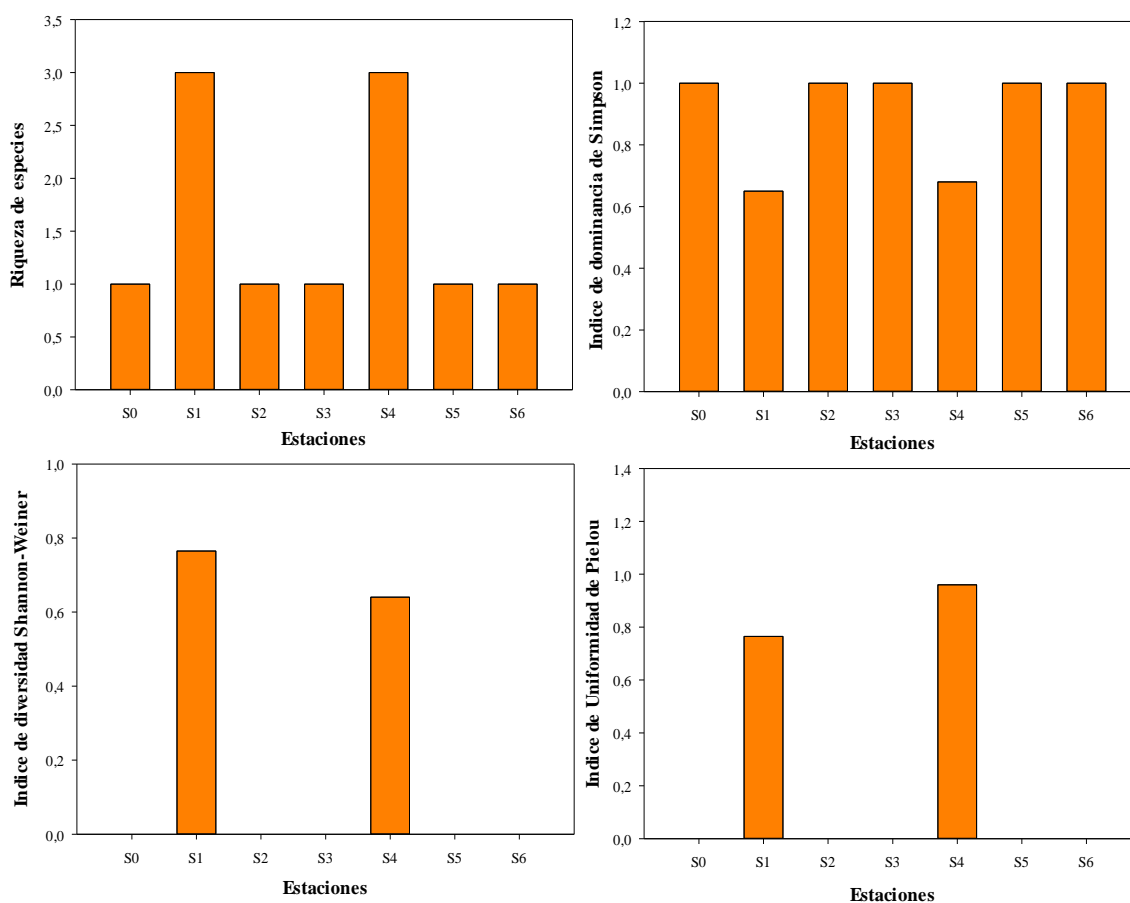 Riqueza de especies
3,5
3,0
2,5
2,0
1,5
1,0
0,5
0,0
S0 S1 S2 S3 S4 S5 S6
Estaciones
Indice de dominancia de Simpson
1,2
1,0
0,8
0,6
0,4
0,2
0,0
S0 S1 S2 S3 S4 S5 S6
Estaciones
Indice de diversidad Shannon-Weiner
1,0
0,8
0,6
0,4
0,2
0,0
S0 S1 S2 S3 S4 S5 S6
Estaciones
Indice de Uniformidad de Pielou
1,4
1,2
1,0
0,8
0,6
0,4
0,2
0,0
S0 S1 S2 S3 S4 S5 S6
Estaciones